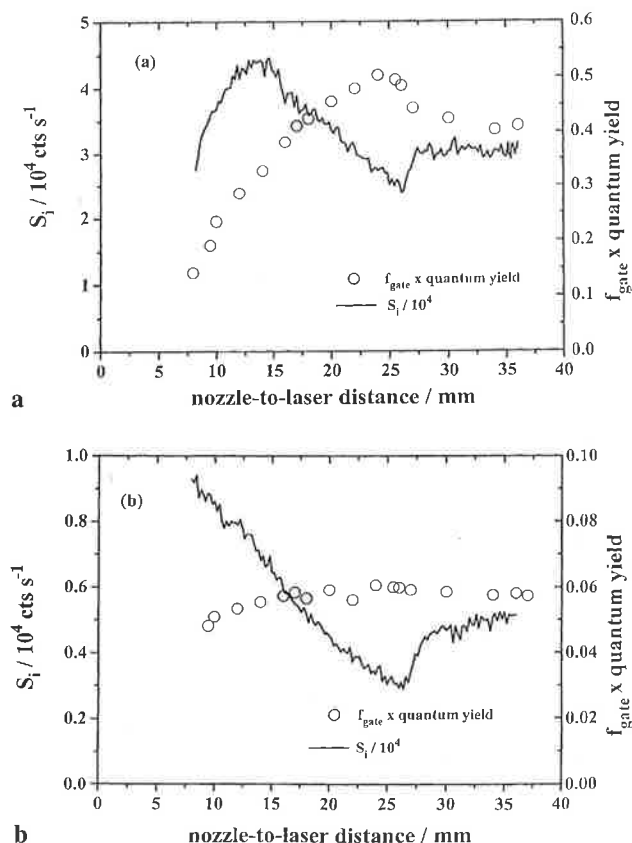 (a)
5
4
3
2
1
0
S_i / 10^4 cts s^-1
0.6
0.5
0.4
0.3
0.2
0.1
0.0
f_gate x quantum yield
○ f_gate x quantum yield
— S_i / 10^4
0 5 10 15 20 25 30 35 40
a nozzle-to-laser distance / mm
(b)
1.0
0.8
0.6
0.4
0.2
0.0
S_i / 10^4 cts s^-1
0.10
0.08
0.06
0.04
0.02
0.00
f_gate x quantum yield
○ f_gate x quantum yield
— S_i / 10^4
0 5 10 15 20 25 30 35 40
b nozzle-to-laser distance / mm